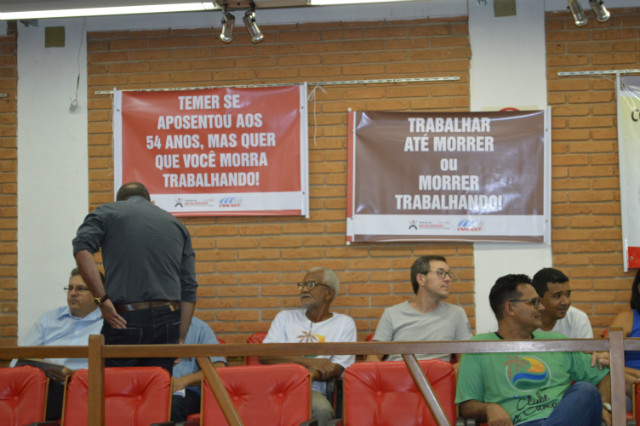 TEMER SE
APOSENTOU AOS
54 ANOS, MAS QUER
QUE VOCÊ MORRA
TRABALHANDO!
TRABALHAR
ATÉ MORRER
OU
MORRER
TRABALHANDO!